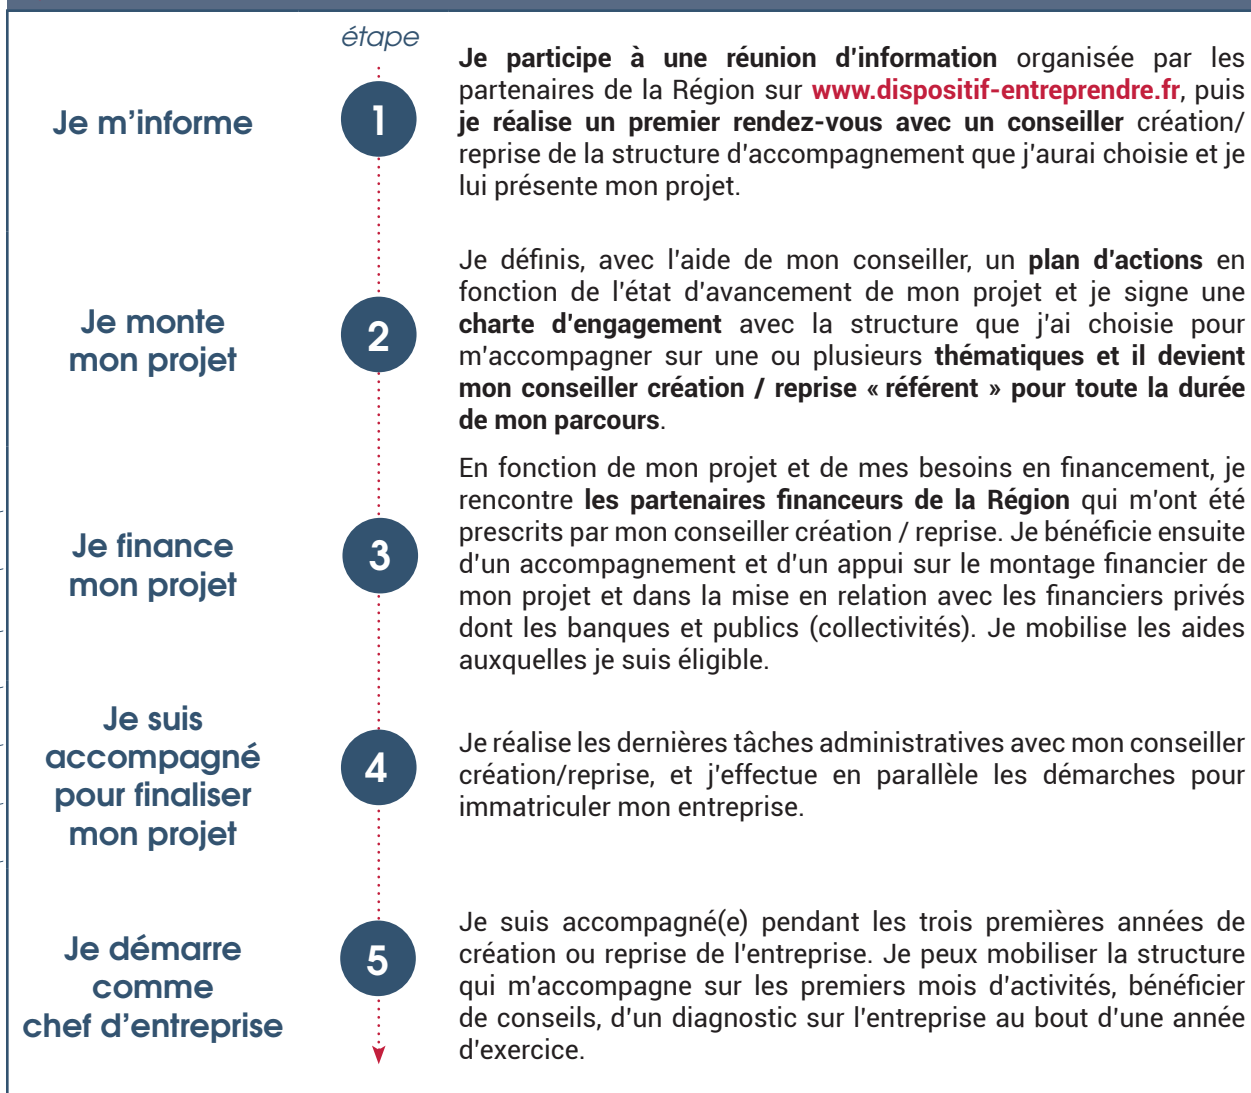 étape
Je m'informe
1
Je participe à une réunion d'information organisée par les
partenaires de la Région sur www.dispositif-entreprendre.fr, puis
je réalise un premier rendez-vous avec un conseiller création/
reprise de la structure d'accompagnement que j'aurai choisie et je
lui présente mon projet.
Je monte
mon projet
2
Je définis, avec l'aide de mon conseiller, un plan d'actions en
fonction de l'état d'avancement de mon projet et je signe une
charte d'engagement avec la structure que j'ai choisie pour
m'accompagner sur une ou plusieurs thématiques et il devient
mon conseiller création / reprise « référent » pour toute la durée
de mon parcours.
Je finance
mon projet
3
En fonction de mon projet et de mes besoins en financement, je
rencontre les partenaires financeurs de la Région qui m'ont été
prescrits par mon conseiller création / reprise. Je bénéficie ensuite
d'un accompagnement et d'un appui sur le montage financier de
mon projet et dans la mise en relation avec les financiers privés
dont les banques et publics (collectivités). Je mobilise les aides
auxquelles je suis éligible.
Je suis
accompagné
pour finaliser
mon projet
4
Je réalise les dernières tâches administratives avec mon conseiller
création/reprise, et j'effectue en parallèle les démarches pour
immatriculer mon entreprise.
Je démarre
comme
chef d'entreprise
5
Je suis accompagné(e) pendant les trois premières années de
création ou reprise de l'entreprise. Je peux mobiliser la structure
qui m'accompagne sur les premiers mois d'activités, bénéficier
de conseils, d'un diagnostic sur l'entreprise au bout d'une année
d'exercice.